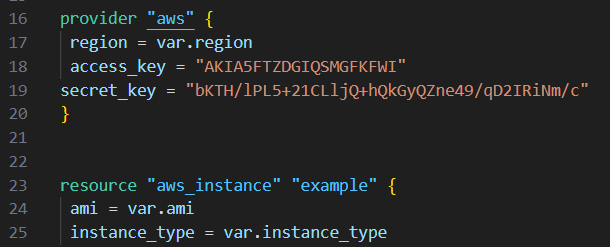 16 provider "aws" {
17 region = var.region
18 access_key = "AKIA5FTZDGIQSMGFKFWI"
19 secret_key = "bKTH/lPL5+21CLljQ+hQkGyQZne49/qD2IRiNm/c"
20 }
21
22
23 resource "aws_instance" "example" {
24 ami = var.ami
25 instance_type = var.instance_type